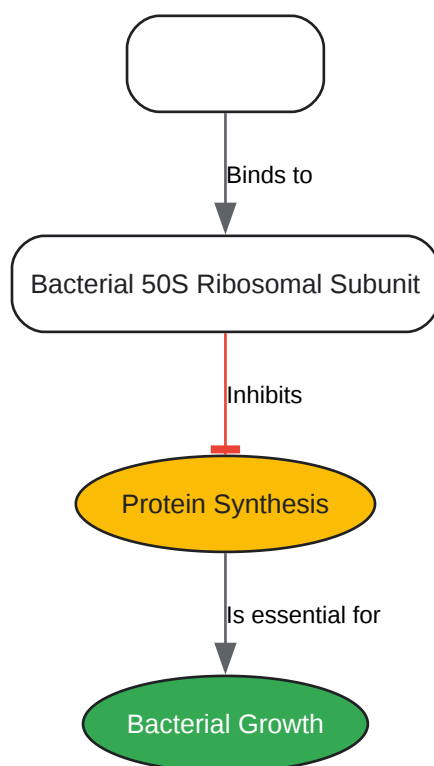 Binds to
Bacterial 50S Ribosomal Subunit
Inhibits
Protein Synthesis
Is essential for
Bacterial Growth